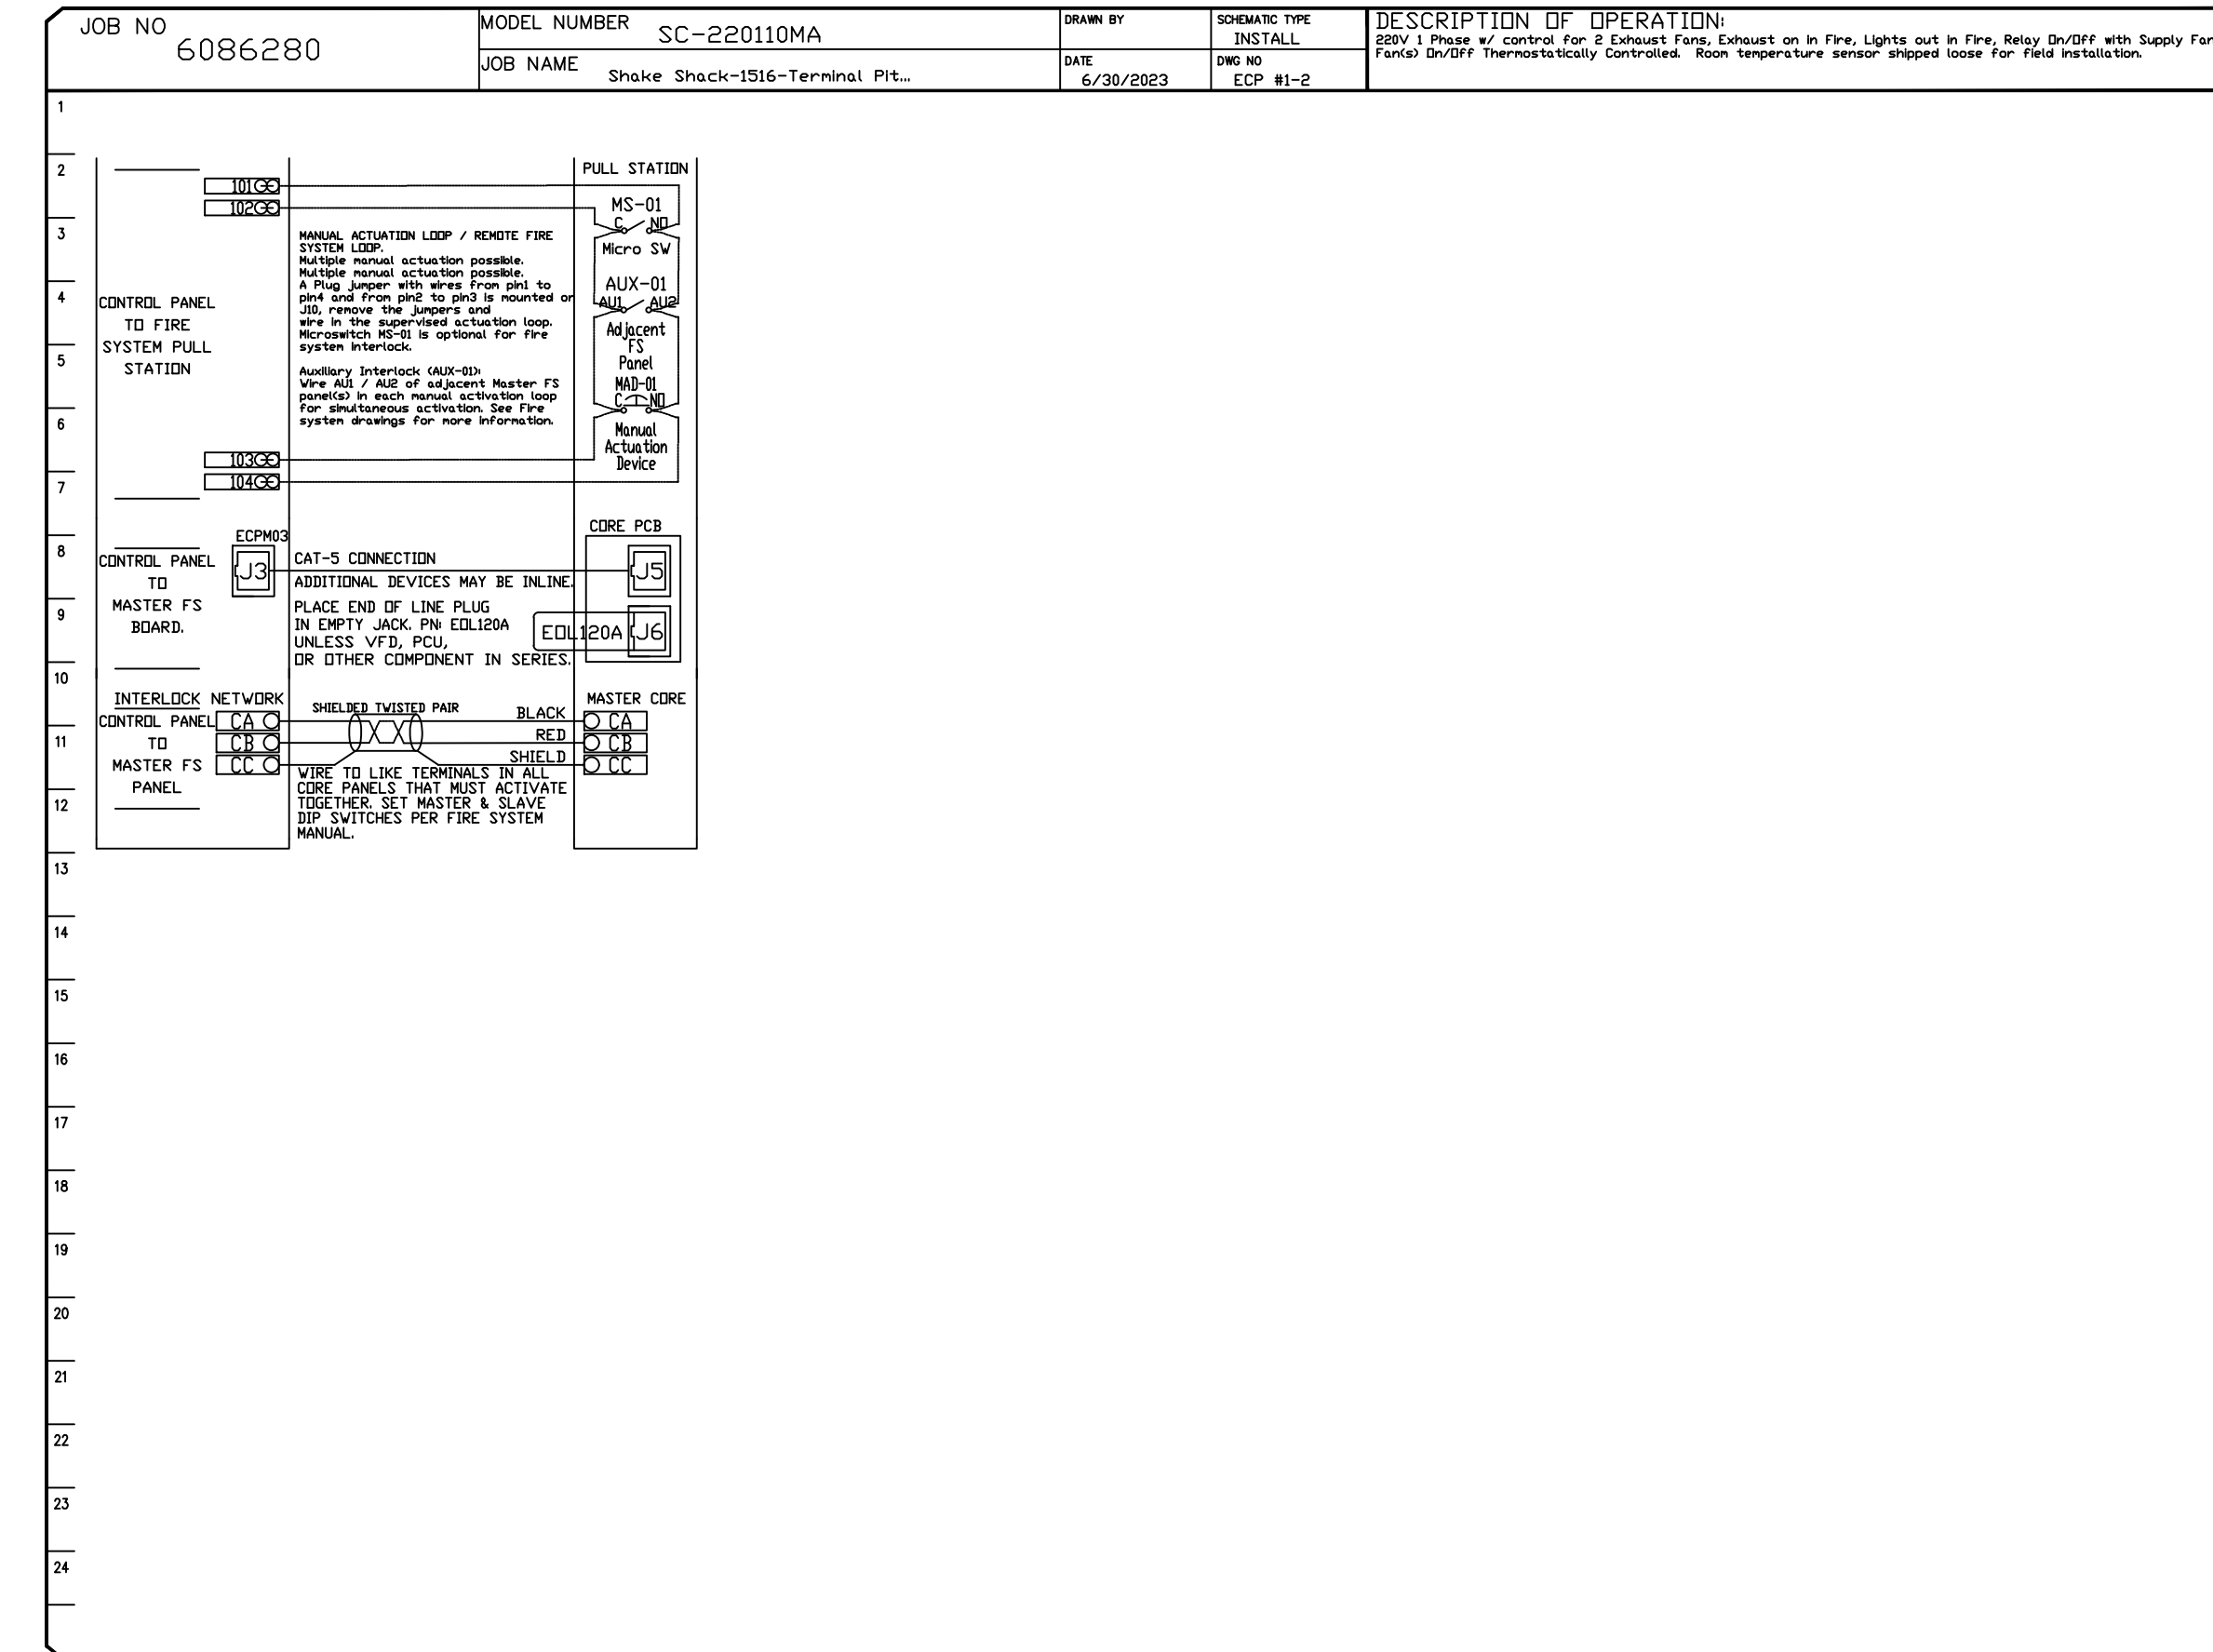 JOB NO
6086280
MODEL NUMBER
SC-220110MA
JOB NAME
Shake Shack-1516-Terminal Pit...
DRAWN BY
DATE
6/30/2023
SCHEMATIC TYPE
INSTALL
DWG NO
ECP #1-2
DESCRIPTION OF OPERATION:
220V 1 Phase w/ control for 2 Exhaust Fans, Exhaust on in Fire, Lights out in Fire, Relay On/Off with Supply Fan
Fan(s) On/Off Thermostatically Controlled. Room temperature sensor shipped loose for field installation.
1
2
3
4
5
6
7
8
9
10
11
12
13
14
15
16
17
18
19
20
21
22
23
24
CONTROL PANEL
TO FIRE
SYSTEM PULL
STATION
101
102
103
104
MANUAL ACTUATION LOOP / REMOTE FIRE
SYSTEM LOOP.
Multiple manual actuation possible.
Multiple manual actuation possible.
A Plug jumper with wires from pin1 to
pin4 and from pin2 to pin3 is mounted or
J10, remove the jumpers and
wire in the supervised actuation loop.
Microswitch MS-01 is optional for fire
system interlock.
Auxiliary Interlock (AUX-01):
Wire AU1 / AU2 of adjacent Master FS
panel(s) in each manual activation loop
for simultaneous activation. See Fire
system drawings for more information.
PULL STATION
MS-01
C NO
Micro SW
AUX-01
AU1 AU2
Adjacent
FS
Panel
MAD-01
C NO
Manual
Actuation
Device
CONTROL PANEL
TO
MASTER FS
BOARD.
ECPM03
J3
CAT-5 CONNECTION
ADDITIONAL DEVICES MAY BE INLINE.
PLACE END OF LINE PLUG
IN EMPTY JACK. PN: EOL120A
UNLESS VFD, PCU,
OR OTHER COMPONENT IN SERIES.
CORE PCB
J5
EOL120A J6
INTERLOCK NETWORK
CONTROL PANEL
TO
MASTER FS
PANEL
CA
CB
CC
SHIELDED TWISTED PAIR
BLACK
RED
SHIELD
WIRE TO LIKE TERMINALS IN ALL
CORE PANELS THAT MUST ACTIVATE
TOGETHER. SET MASTER & SLAVE
DIP SWITCHES PER FIRE SYSTEM
MANUAL.
MASTER CORE
CA
CB
CC